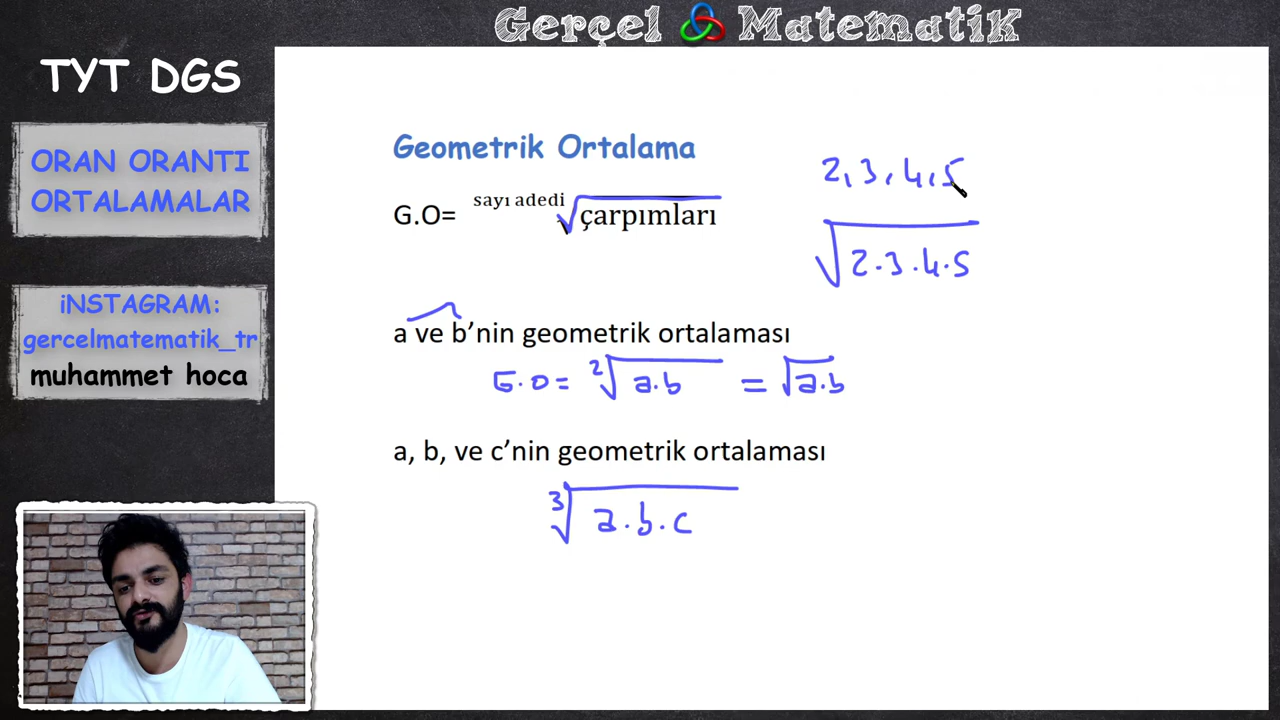 Gerçel Matematik
TYT DGS
ORAN ORANTI
ORTALAMALAR
iNSTAGRAM:
gercelmatematik_tr
muhammet hoca
Geometrik Ortalama
G.O= sayı adedi√çarpımları
2, 3, 4, 5
√2.3.4.5
a ve b’nin geometrik ortalaması
G.O = ²√a.b = √a.b
a, b, ve c’nin geometrik ortalaması
³√a.b.c